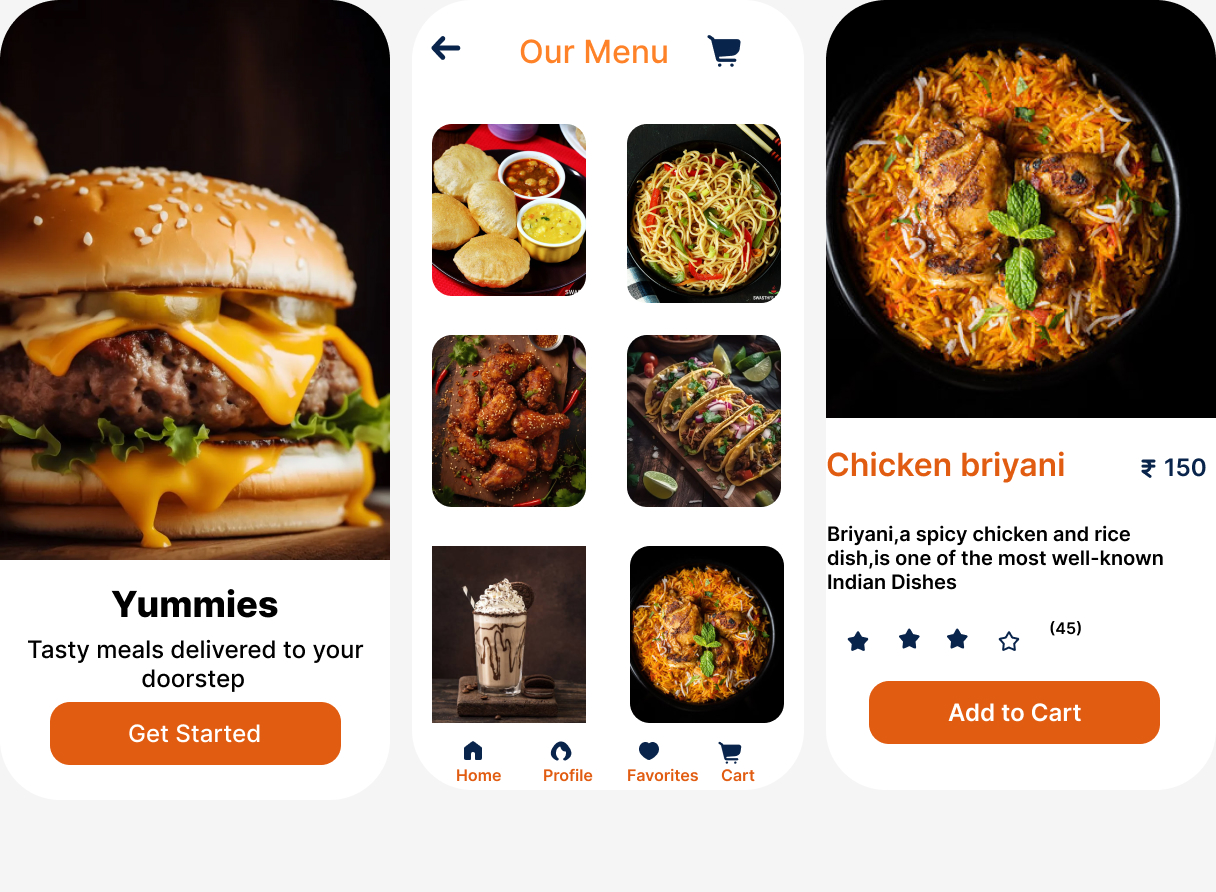 Yummies
Tasty meals delivered to your
doorstep
Get Started
Our Menu
Home
Profile
Favorites
Cart
Chicken briyani
₹ 150
Briyani,a spicy chicken and rice
dish,is one of the most well-known
Indian Dishes
(45)
Add to Cart